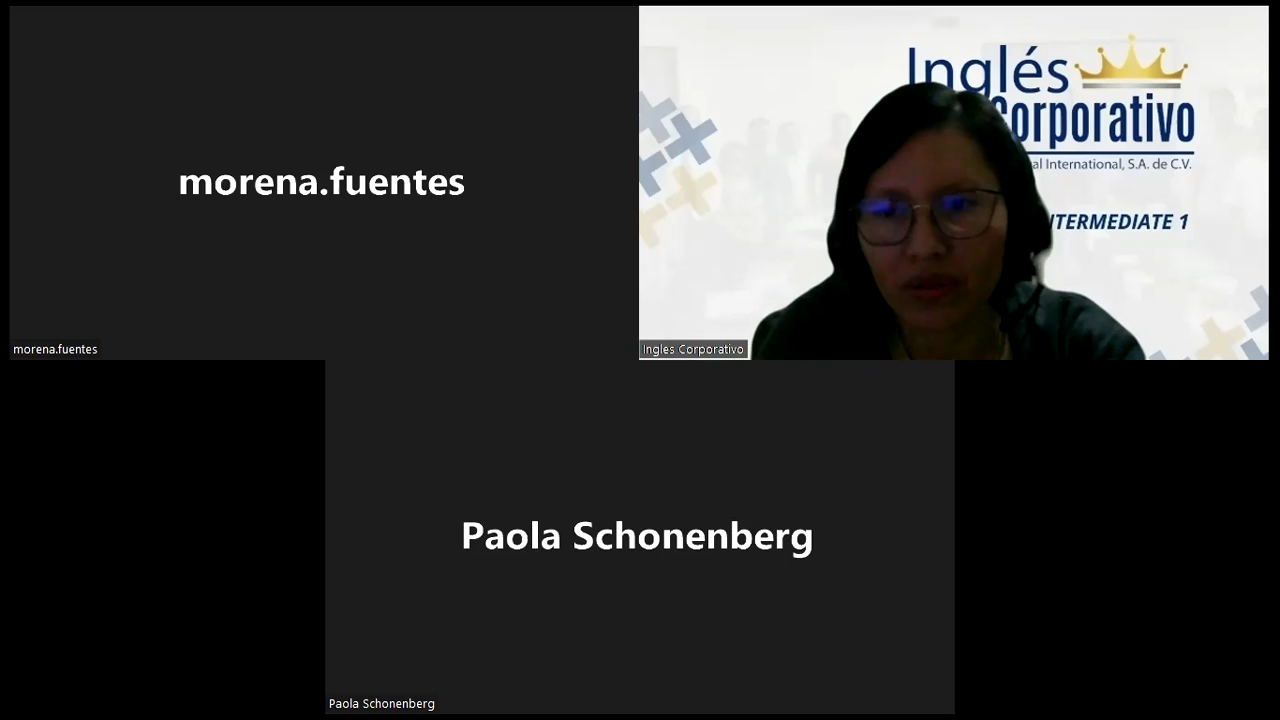 morena.fuentes
morena.fuentes
Inglés
Corporativo
al International, S.A. de C.V.
NTERMEDIATE 1
Ingles Corporativo
Paola Schonenberg
Paola Schonenberg